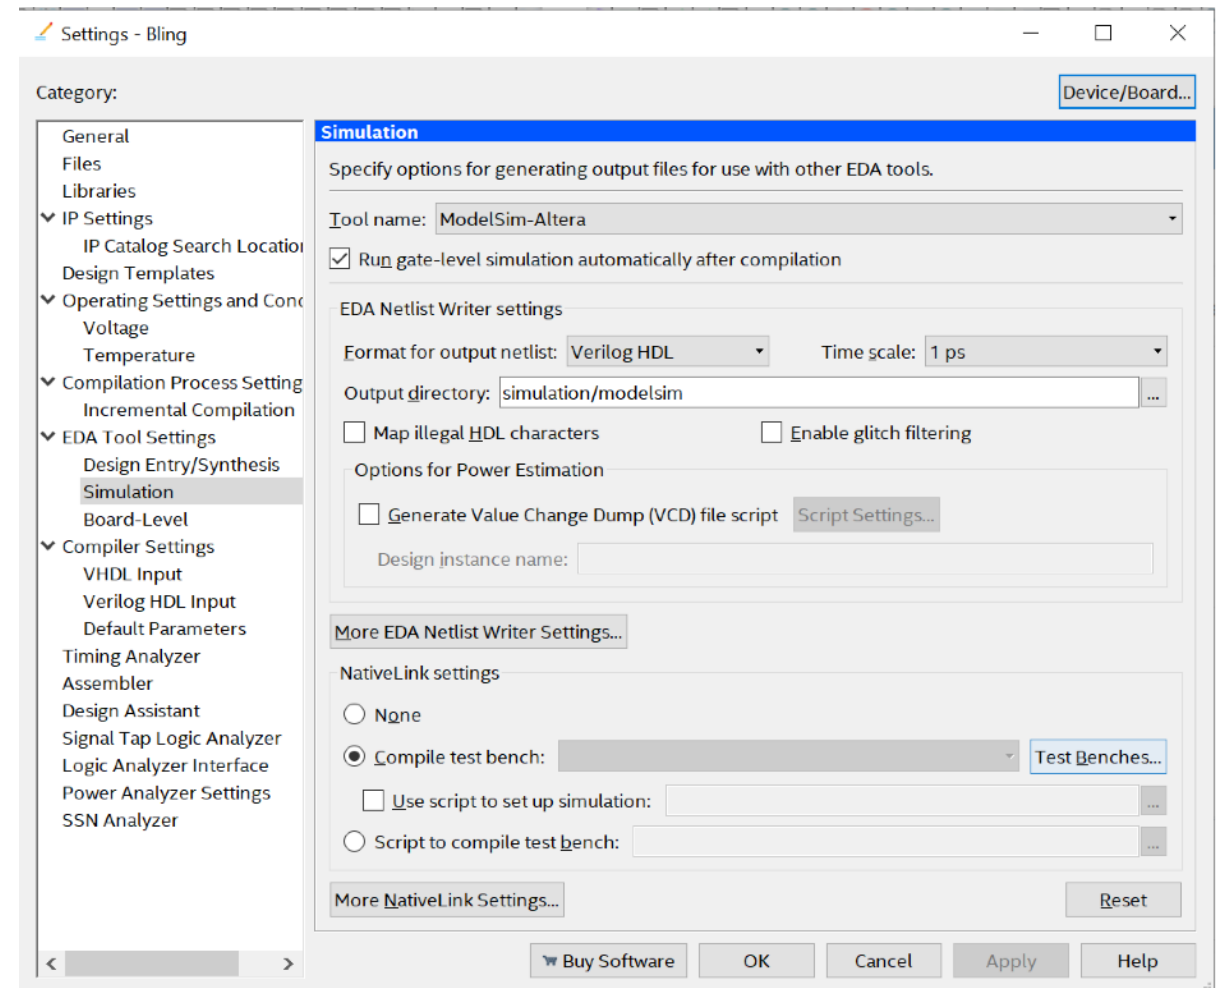 Settings - Bling
Category:
Device/Board...
General
Files
Libraries
IP Settings
IP Catalog Search Location
Design Templates
Operating Settings and Cond
Voltage
Temperature
Compilation Process Setting
Incremental Compilation
EDA Tool Settings
Design Entry/Synthesis
Simulation
Board-Level
Compiler Settings
VHDL Input
Verilog HDL Input
Default Parameters
Timing Analyzer
Assembler
Design Assistant
Signal Tap Logic Analyzer
Logic Analyzer Interface
Power Analyzer Settings
SSN Analyzer
Simulation
Specify options for generating output files for use with other EDA tools.
Tool name: ModelSim-Altera
Run gate-level simulation automatically after compilation
EDA Netlist Writer settings
Format for output netlist: Verilog HDL Time scale: 1 ps
Output directory: simulation/modelsim ...
Map illegal HDL characters Enable glitch filtering
Options for Power Estimation
Generate Value Change Dump (VCD) file script Script Settings...
Design instance name:
More EDA Netlist Writer Settings...
NativeLink settings
None
Compile test bench: Test Benches...
Use script to set up simulation: ...
Script to compile test bench: ...
More NativeLink Settings... Reset
Buy Software OK Cancel Apply Help